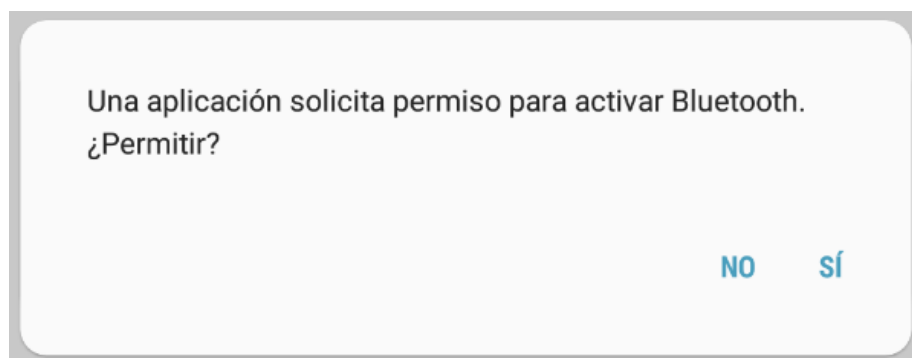 Una aplicación solicita permiso para activar Bluetooth.
¿Permitir?
NO SÍ